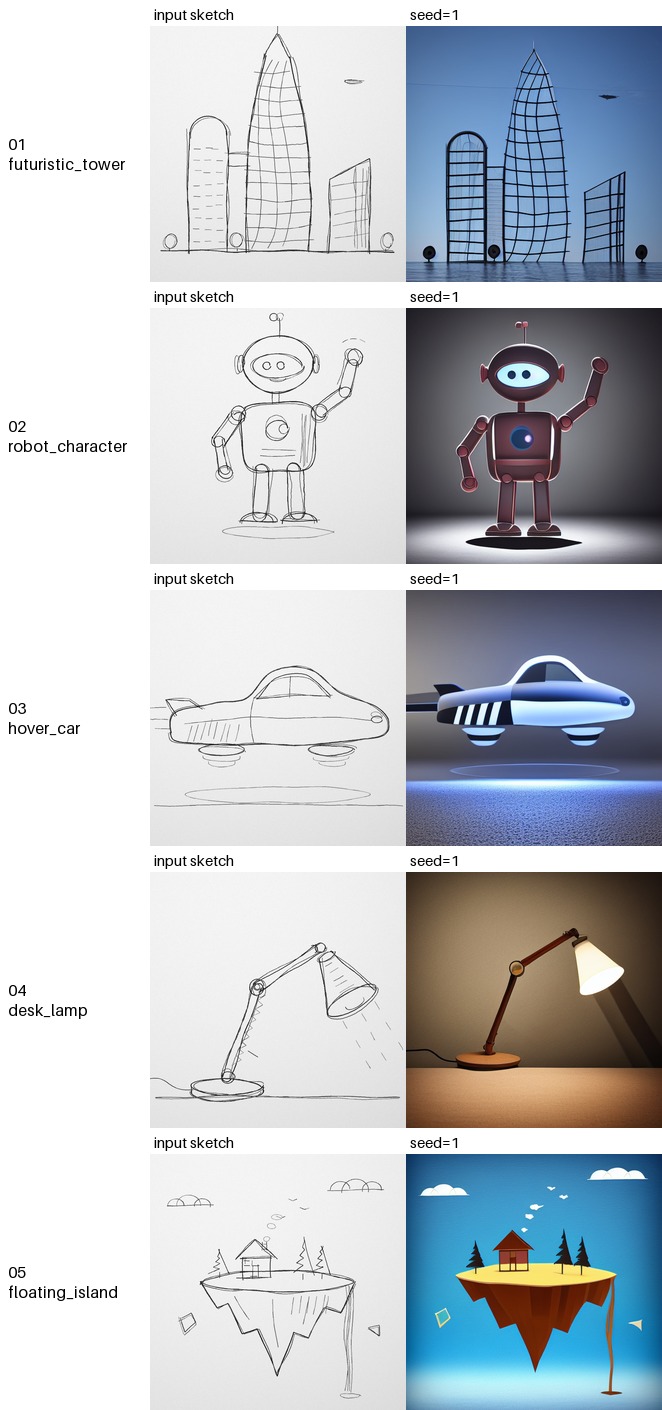 input sketch seed=1
01
futuristic_tower
input sketch seed=1
02
robot_character
input sketch seed=1
03
hover_car
input sketch seed=1
04
desk_lamp
input sketch seed=1
05
floating_island